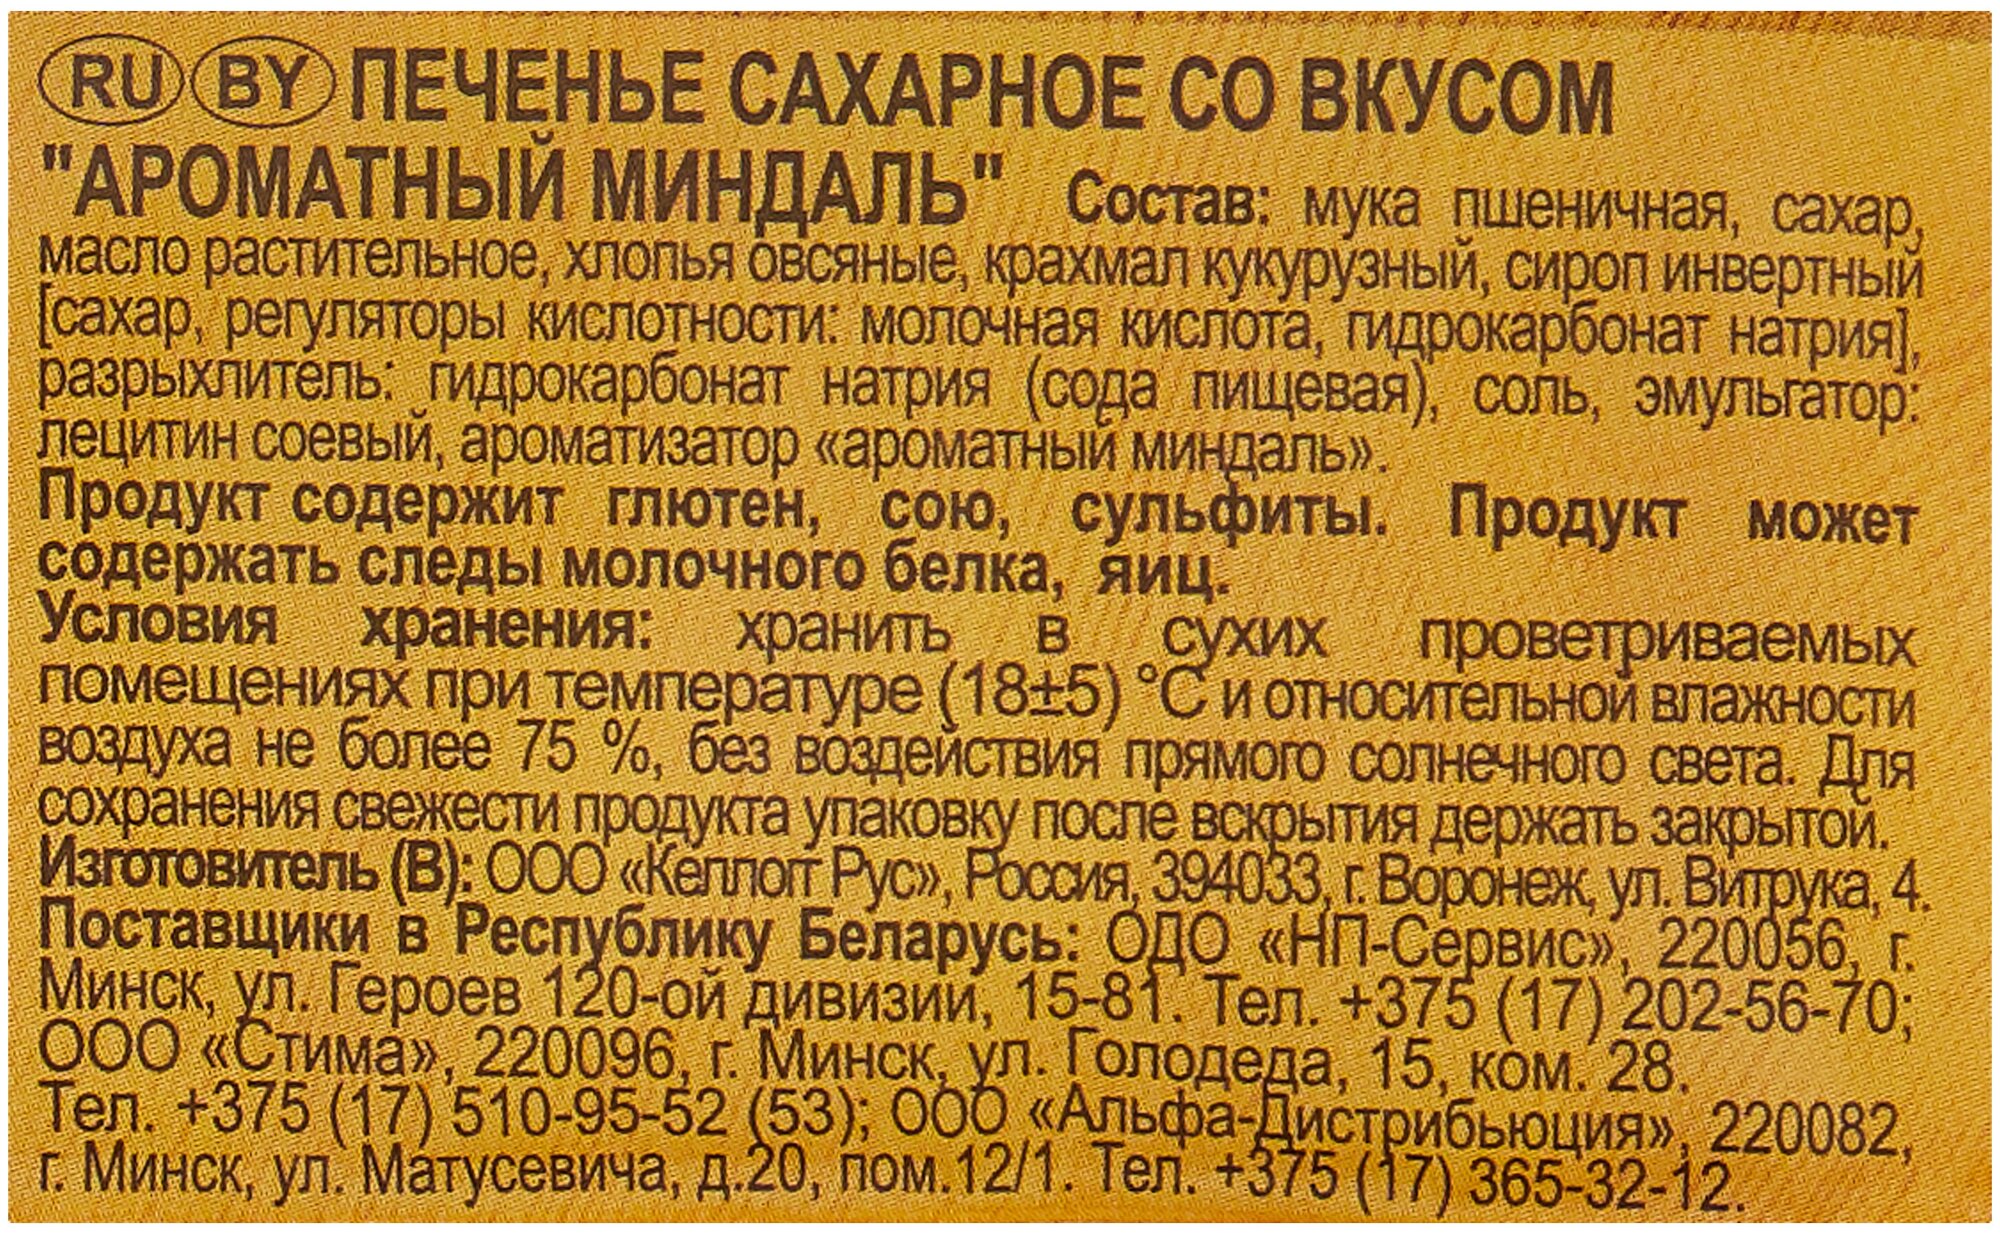 RU BY ПЕЧЕНЬЕ САХАРНОЕ СО ВКУСОМ
"АРОМАТНЫЙ МИНДАЛЬ" Состав: мука пшеничная, сахар,
масло растительное, хлопья овсяные, крахмал кукурузный, сироп инвертный
[сахар, регуляторы кислотности: молочная кислота, гидрокарбонат натрия],
разрыхлитель: гидрокарбонат натрия (сода пищевая), соль, эмульгатор:
лецитин соевый, ароматизатор «ароматный миндаль».
Продукт содержит глютен, сою, сульфиты. Продукт может
содержать следы молочного белка, яиц.
Условия хранения: хранить в сухих проветриваемых
помещениях при температуре (18±5) °С и относительной влажности
воздуха не более 75 %, без воздействия прямого солнечного света. Для
сохранения свежести продукта упаковку после вскрытия держать закрытой.
Изготовитель (В): ООО «Келлогг Рус», Россия, 394033, г. Воронеж, ул. Витрука, 4.
Поставщики в Республику Беларусь: ОДО «НП-Сервис», 220056, г.
Минск, ул. Героев 120-ой дивизии, 15-81. Тел. +375 (17) 202-56-70;
ООО «Стима», 220096, г. Минск, ул. Голодеда, 15, ком. 28.
Тел. +375 (17) 510-95-52 (53); ООО «Альфа-Дистрибьюция», 220082,
г. Минск, ул. Матусевича, д.20, пом.12/1. Тел. +375 (17) 365-32-12.